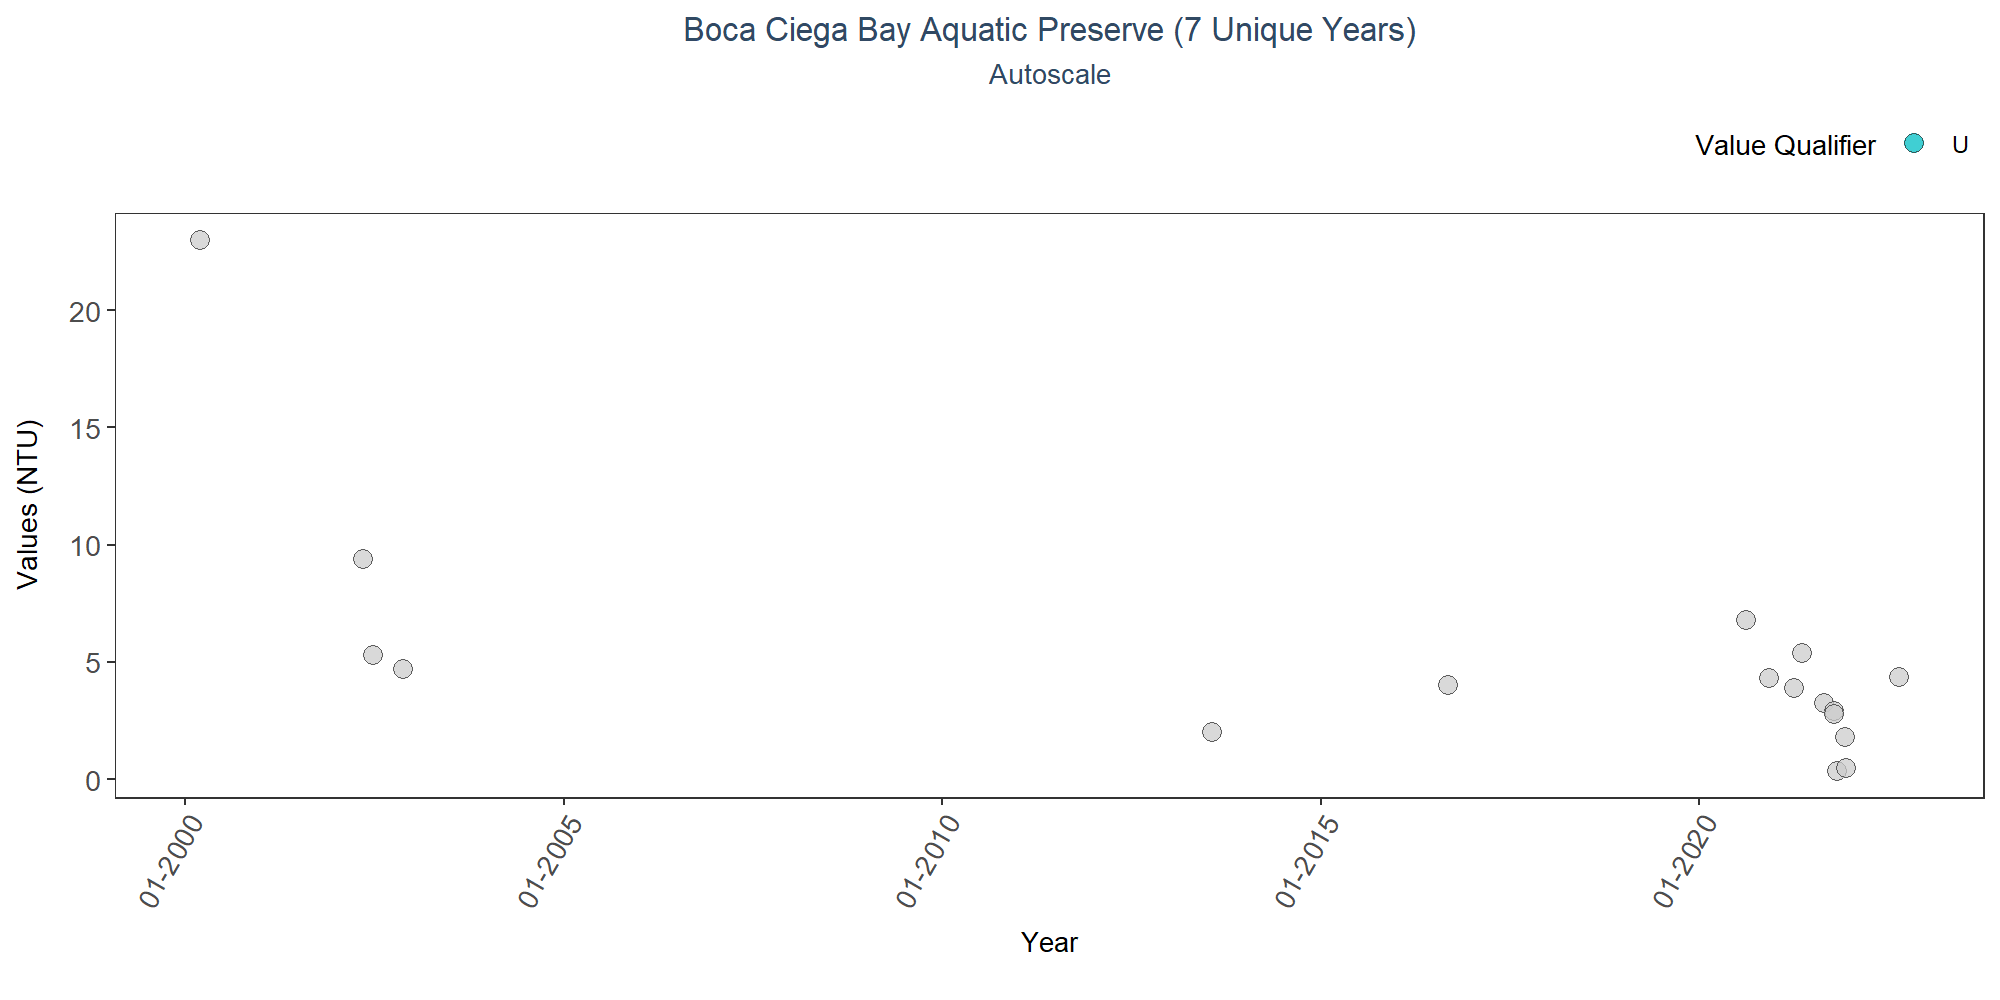 Boca Ciega Bay Aquatic Preserve (7 Unique Years)
Autoscale
Value Qualifier U
Values (NTU)
20
15
10
5
0
01-2000
01-2005
01-2010
01-2015
01-2020
Year